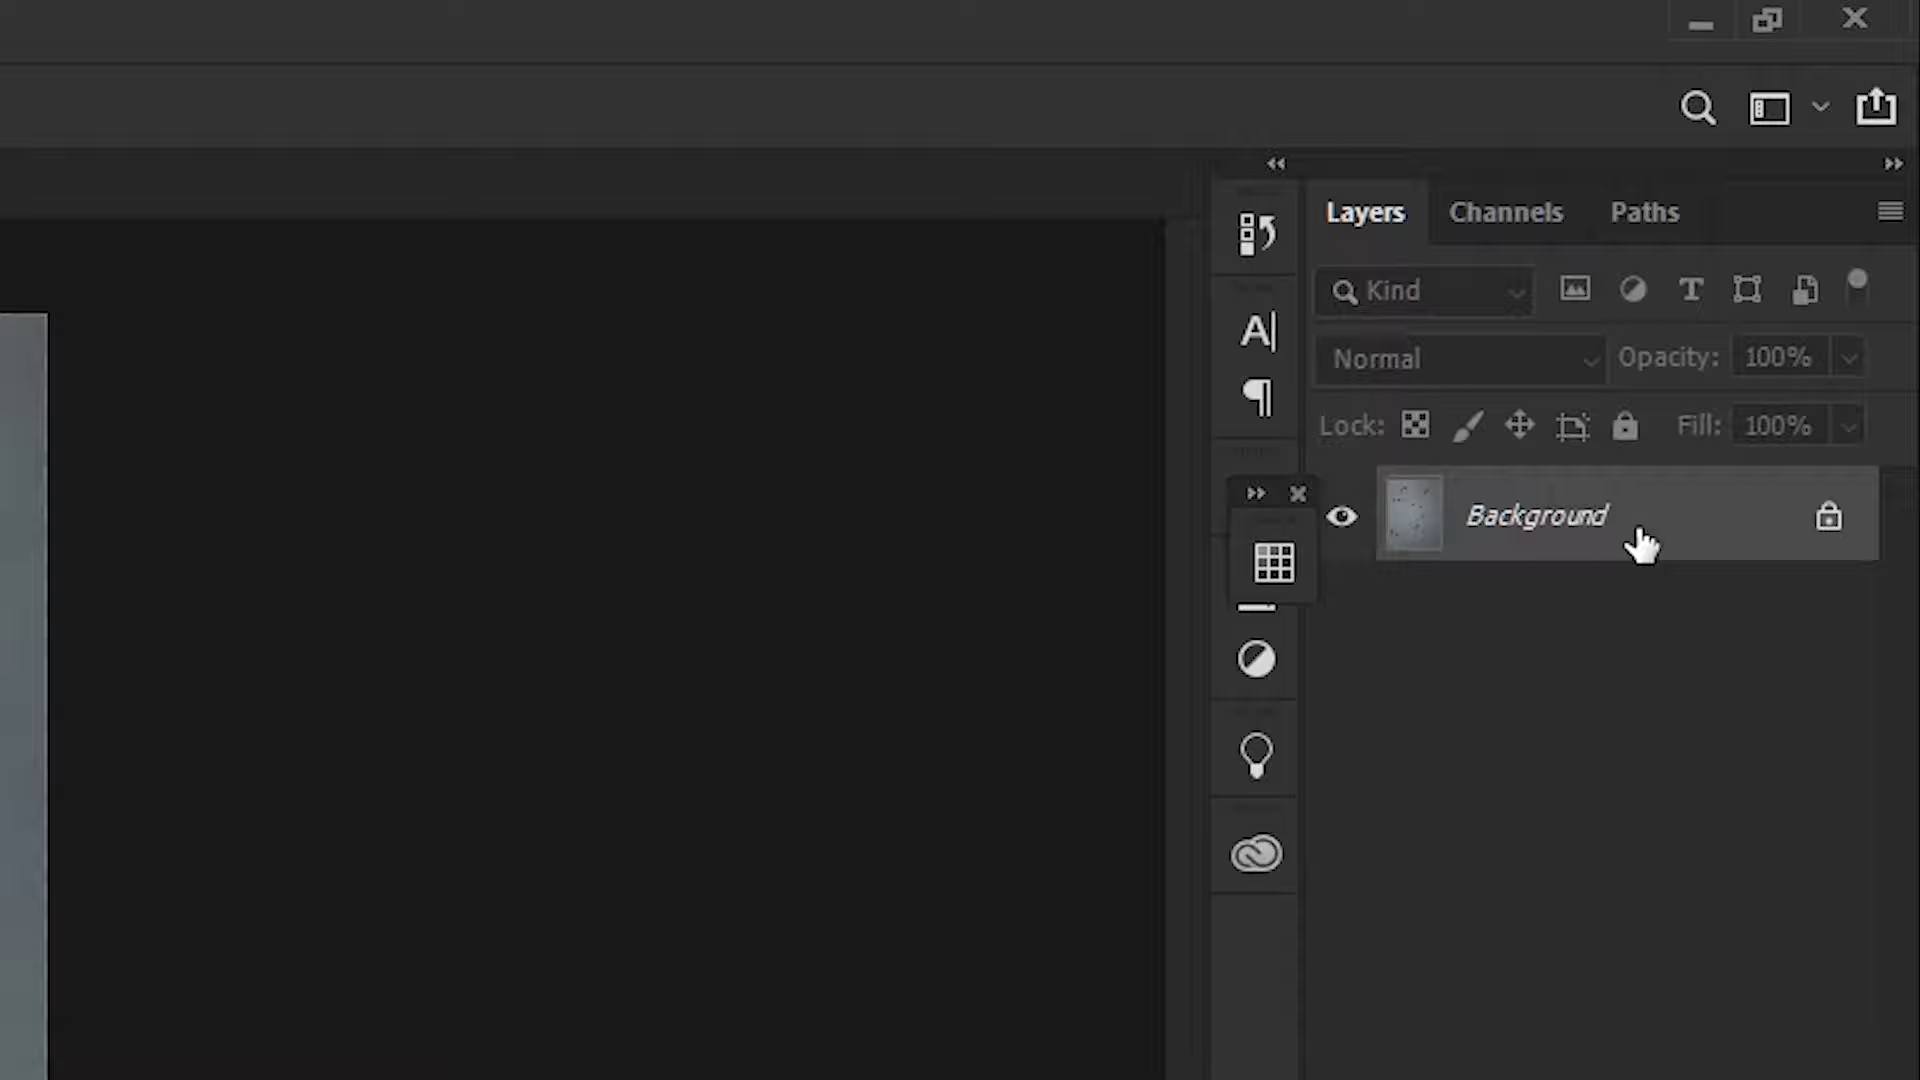 Layers Channels Paths
Kind
Normal Opacity: 100%
Lock: Fill: 100%
Background